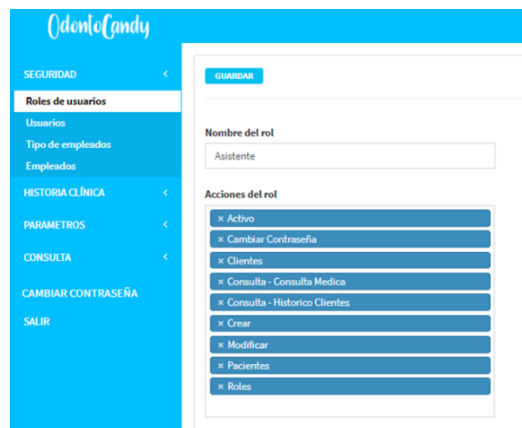 OdontoCandy
SEGURIDAD <
Roles de usuarios
Usuarios
Tipo de empleados
Empleados
HISTORIA CLÍNICA <
PARAMETROS <
CONSULTA <
CAMBIAR CONTRASEÑA
SALIR
GUARDAR
Nombre del rol
Asistente
Acciones del rol
× Activo
× Cambiar Contraseña
× Clientes
× Consulta - Consulta Medica
× Consulta - Historico Clientes
× Crear
× Modificar
× Pacientes
× Roles